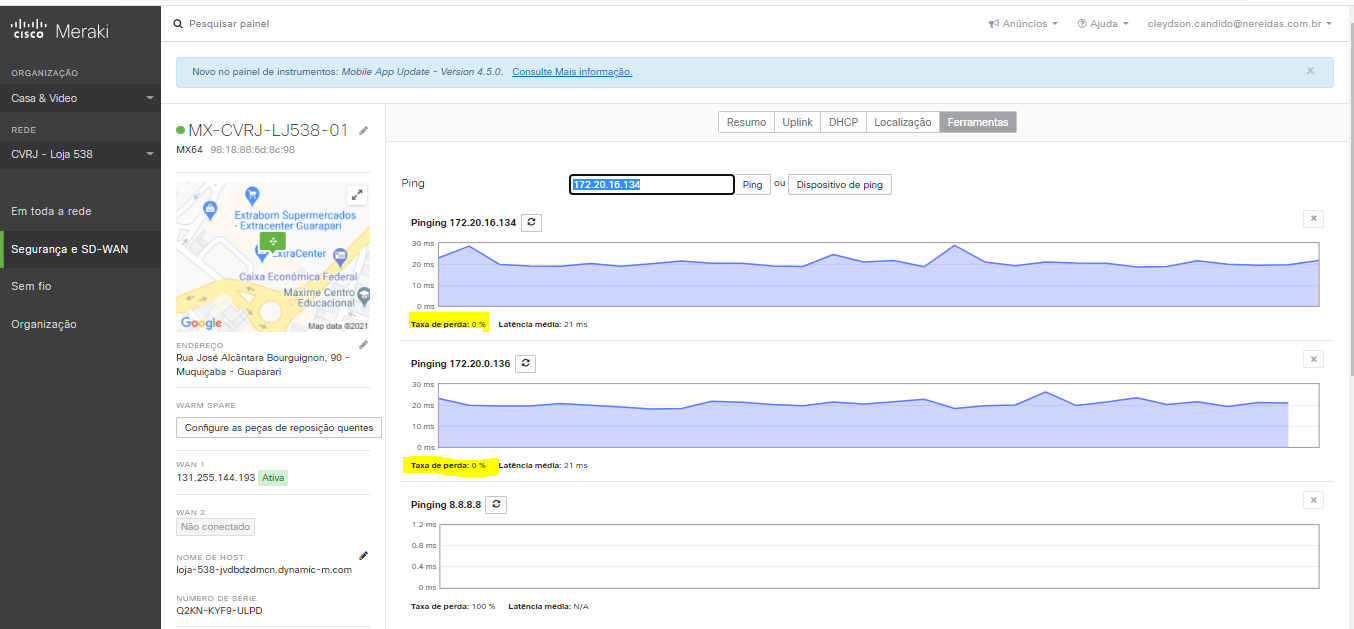 cisco Meraki
Pesquisar painel
Anúncios
Ajuda
cleydson.candido@nereidas.com.br
ORGANIZAÇÃO
Casa & Video
REDE
CVRJ - Loja 538
Em toda a rede
Segurança e SD-WAN
Sem fio
Organização
Novo no painel de instrumentos: Mobile App Update - Version 4.5.0. Consulte Mais informação.
MX-CVRJ-LJ538-01
MX64 98:18:88:6d:8c:98
Extrabom Supermercados
- Extracenter Guarapari
ExtraCenter
Caixa Econômica Federal
Maxime Centro
Educacional
Google
Map data ©2021
ENDEREÇO
Rua José Alcântara Bourguignon, 90 -
Muquiçaba - Guaparari
WARM SPARE
Configure as peças de reposição quentes
WAN 1
131.255.144.193 Ativa
WAN 2
Não conectado
NOME DE HOST
loja-538-jvdbdzdmcn.dynamic-m.com
NÚMERO DE SÉRIE
Q2KN-KYF9-ULPD
Resumo Uplink DHCP Localização Ferramentas
Ping 172.20.16.134 Ping ou Dispositivo de ping
Pinging 172.20.16.134
30 ms
20 ms
10 ms
0 ms
Taxa de perda: 0 % Latência média: 21 ms
Pinging 172.20.0.136
30 ms
20 ms
10 ms
0 ms
Taxa de perda: 0 % Latência média: 21 ms
Pinging 8.8.8.8
1.2 ms
0.8 ms
0.4 ms
0 ms
Taxa de perda: 100 % Latência média: N/A